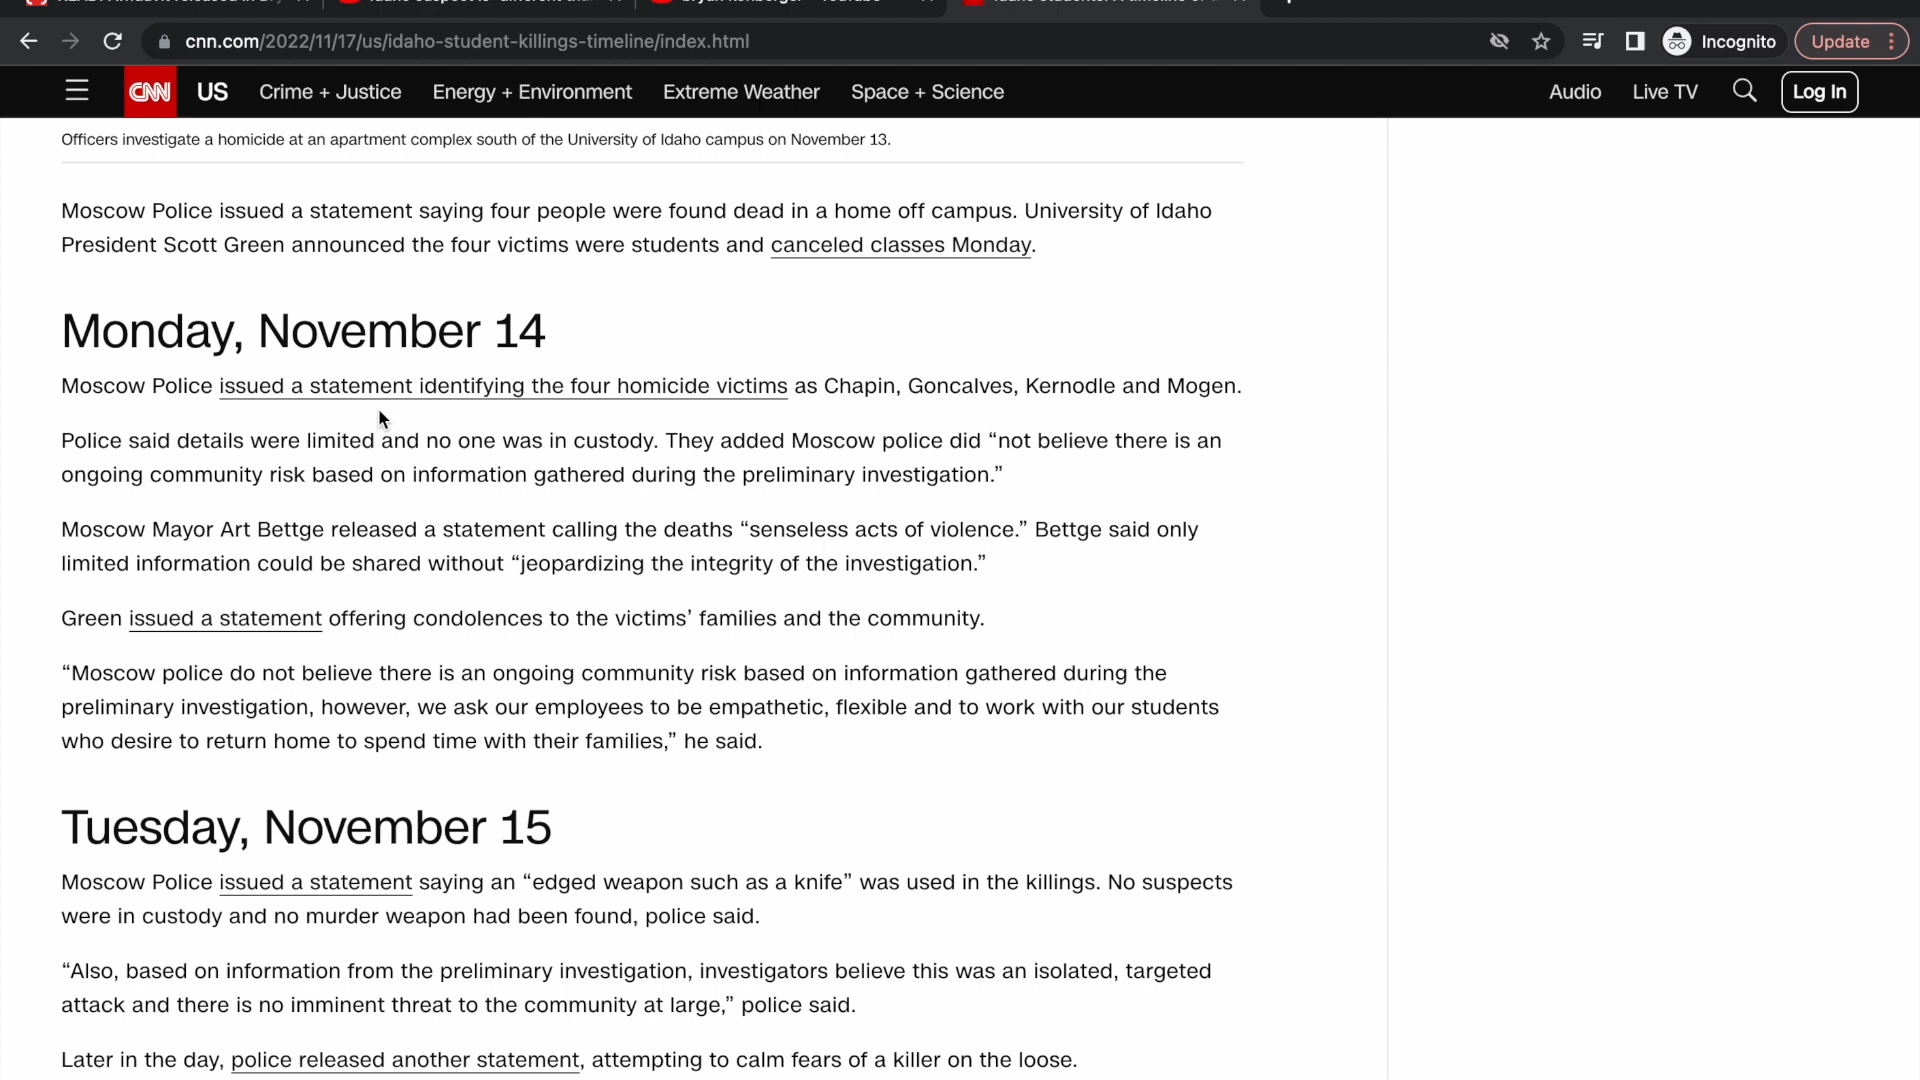 cnn.com/2022/11/17/us/idaho-student-killings-timeline/index.html
Incognito
Update
CNN US Crime + Justice Energy + Environment Extreme Weather Space + Science Audio Live TV Log In
Officers investigate a homicide at an apartment complex south of the University of Idaho campus on November 13.
Moscow Police issued a statement saying four people were found dead in a home off campus. University of Idaho
President Scott Green announced the four victims were students and canceled classes Monday.
Monday, November 14
Moscow Police issued a statement identifying the four homicide victims as Chapin, Goncalves, Kernodle and Mogen.
Police said details were limited and no one was in custody. They added Moscow police did “not believe there is an
ongoing community risk based on information gathered during the preliminary investigation.”
Moscow Mayor Art Bettge released a statement calling the deaths “senseless acts of violence.” Bettge said only
limited information could be shared without “jeopardizing the integrity of the investigation.”
Green issued a statement offering condolences to the victims’ families and the community.
“Moscow police do not believe there is an ongoing community risk based on information gathered during the
preliminary investigation, however, we ask our employees to be empathetic, flexible and to work with our students
who desire to return home to spend time with their families,” he said.
Tuesday, November 15
Moscow Police issued a statement saying an “edged weapon such as a knife” was used in the killings. No suspects
were in custody and no murder weapon had been found, police said.
“Also, based on information from the preliminary investigation, investigators believe this was an isolated, targeted
attack and there is no imminent threat to the community at large,” police said.
Later in the day, police released another statement, attempting to calm fears of a killer on the loose.